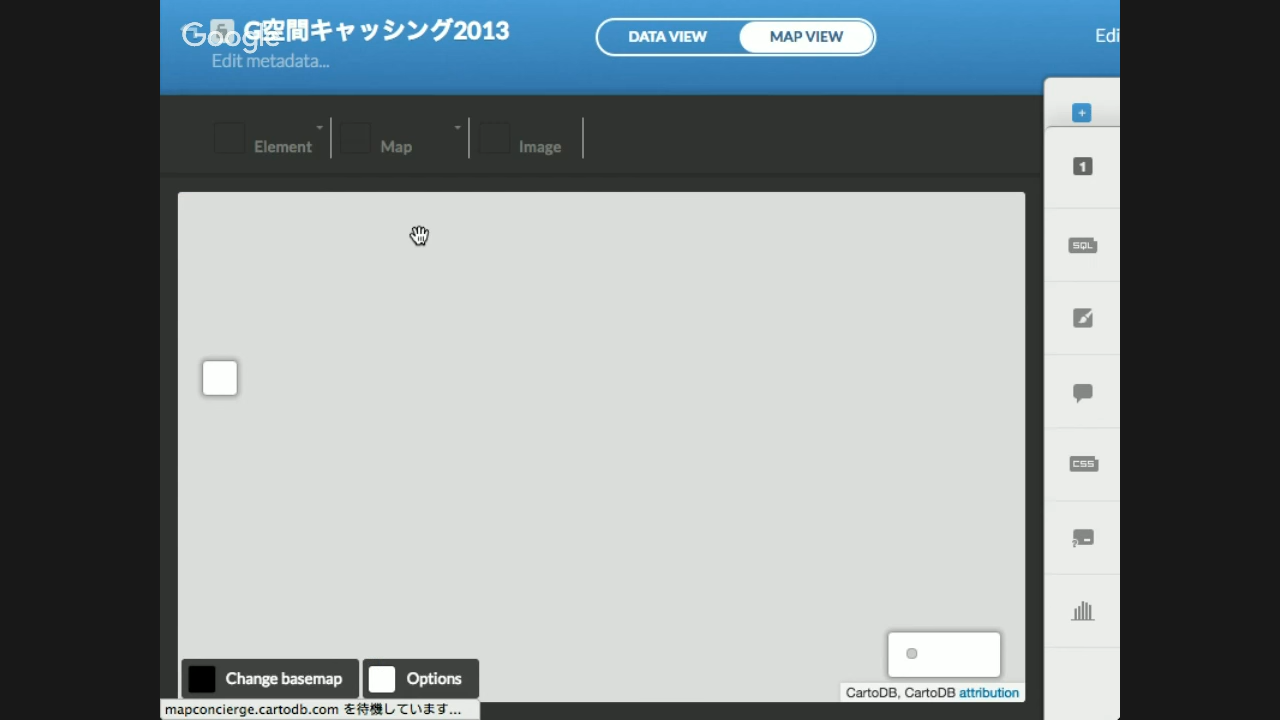 Google
G空間キャッシング2013
Edit metadata...
DATA VIEW
MAP VIEW
Edi
Element
Map
Image
1
SQL
CSS
Change basemap
Options
CartoDB, CartoDB attribution
mapconcierge.cartodb.com を待機しています...